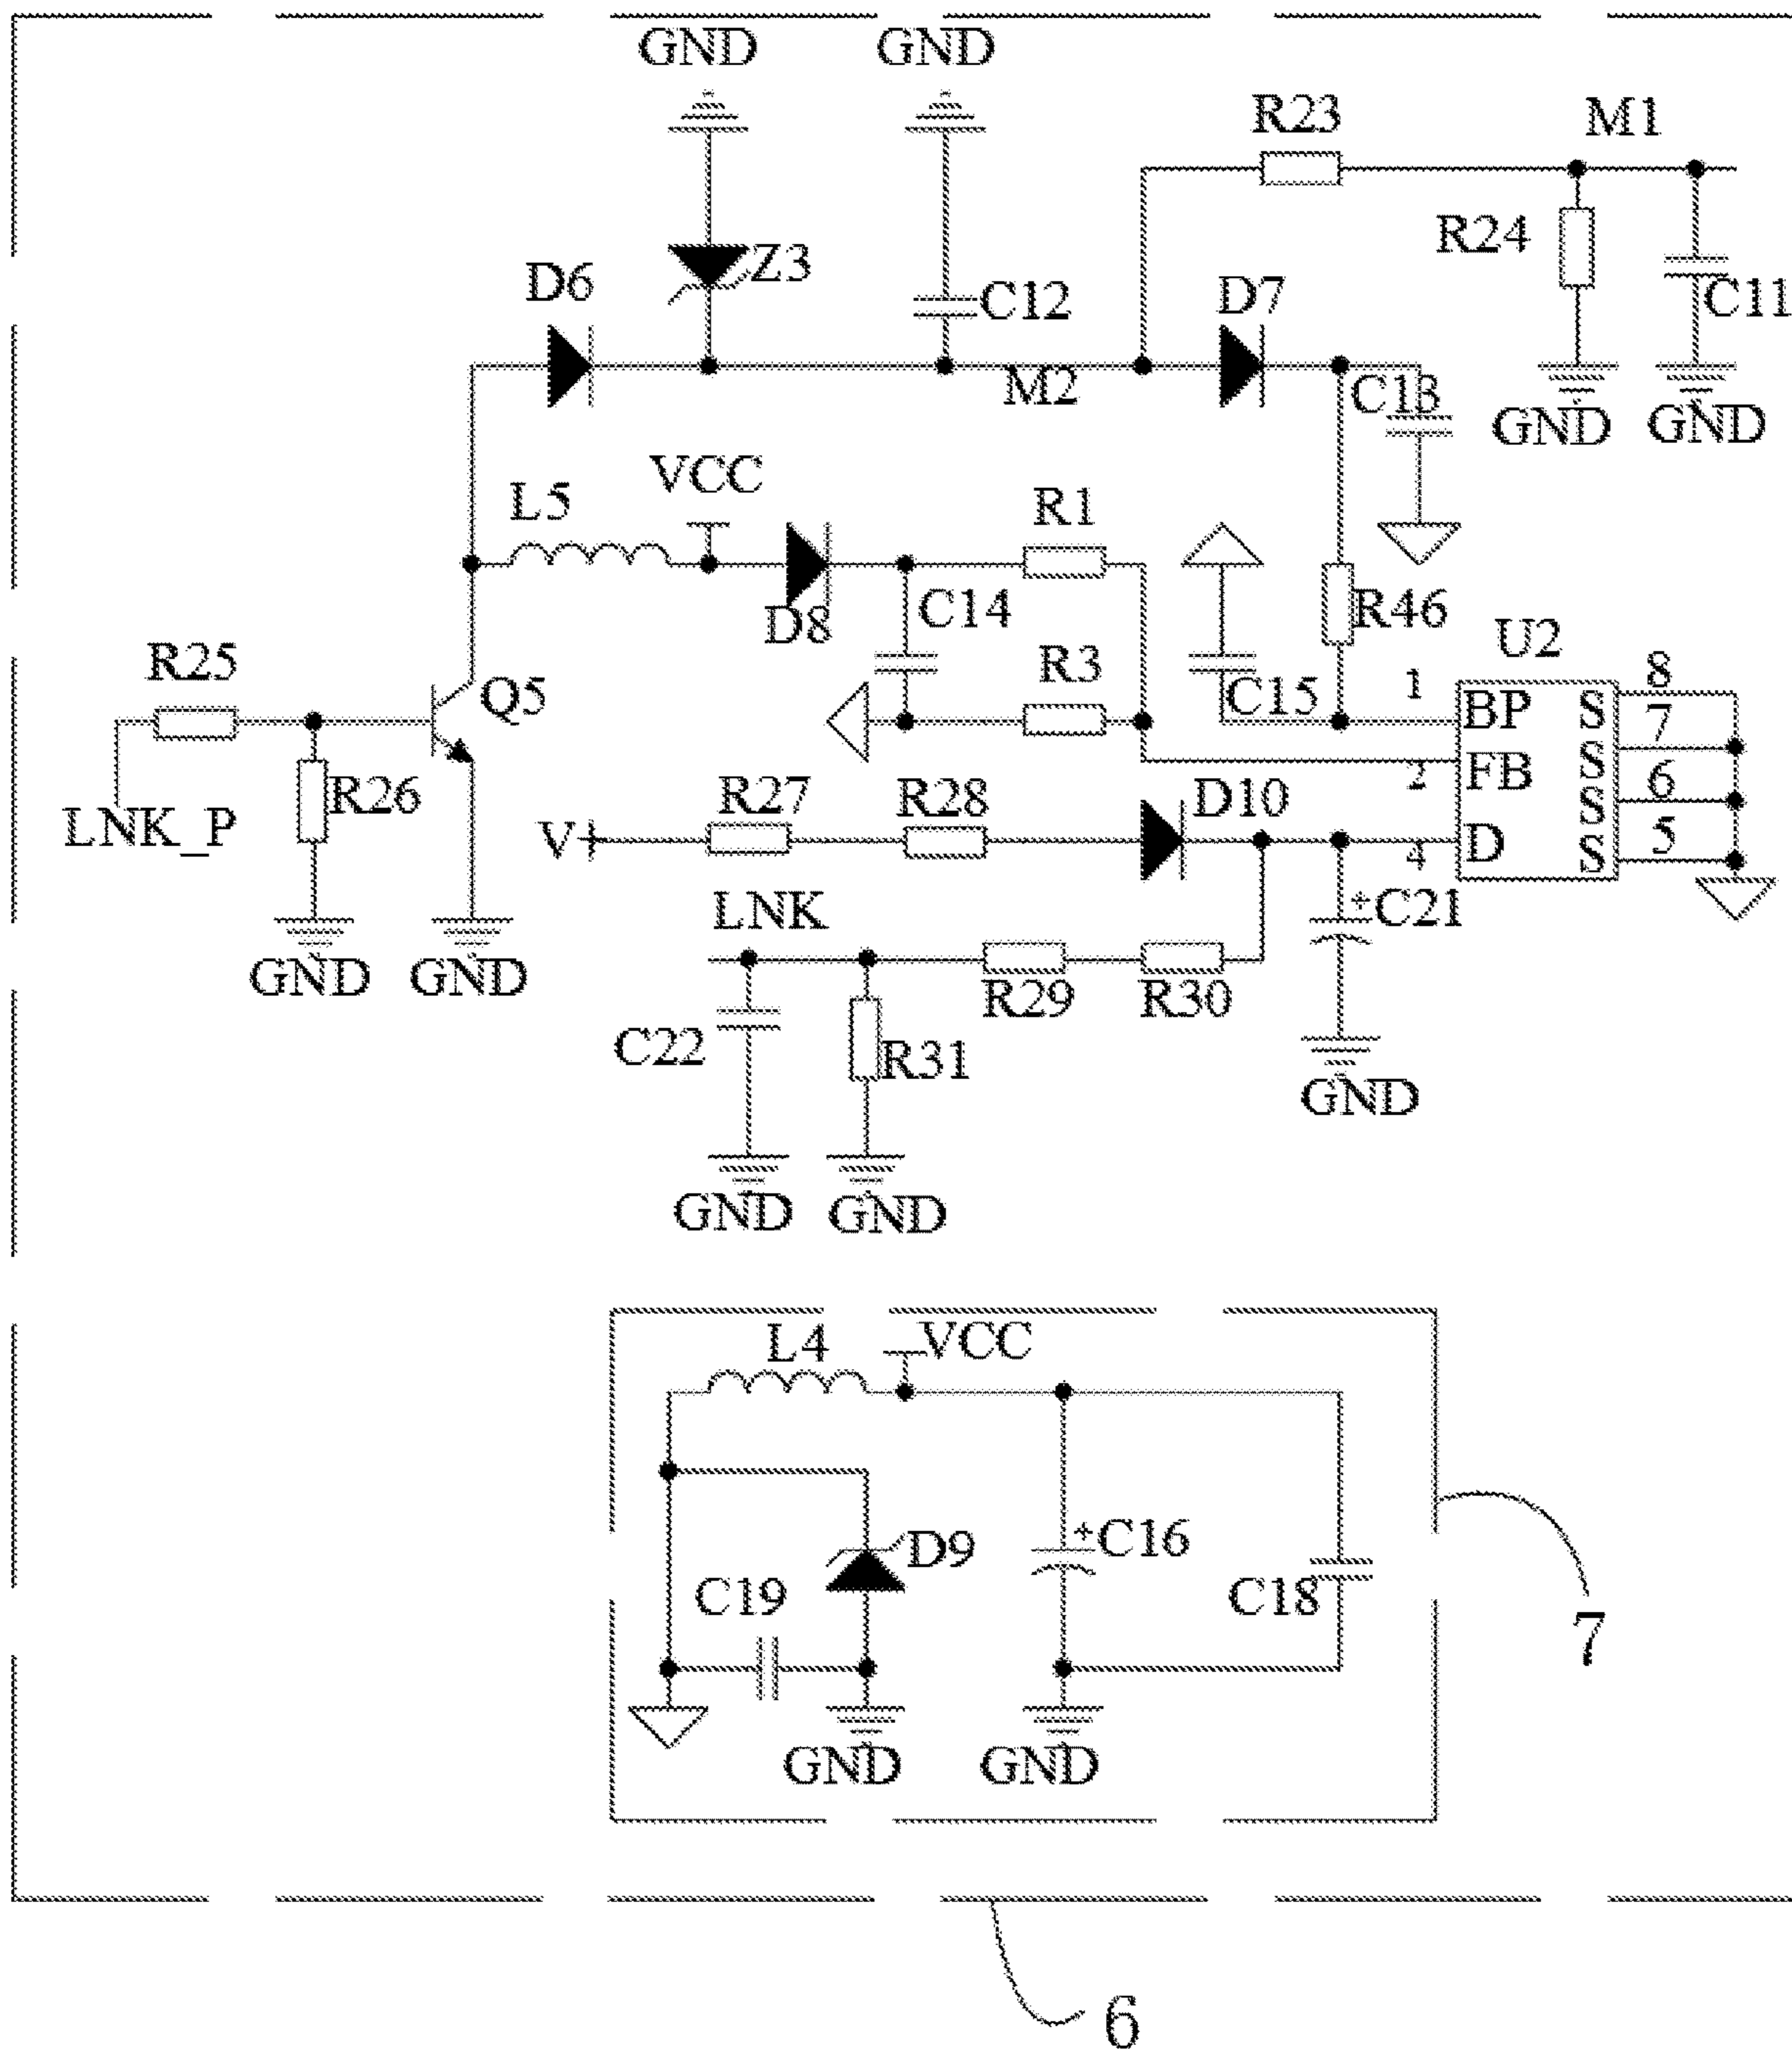 GND GND
R23 M1
R24
Z3
D6 C12 D7 C11
M2 C13
GND GND
VCC
L5 R1
C14 R46
D8
U2
R25 R3 1 8
Q5 C15 BP S 7
FB S
2 6
R26 R27 R28 D10 S
LNK_P V+ 4 D S 5
LNK +C21
GND GND R29 R30
C22 R31
GND
GND GND
L4 VCC
D9 +C16
C19 C18
7
GND GND
6